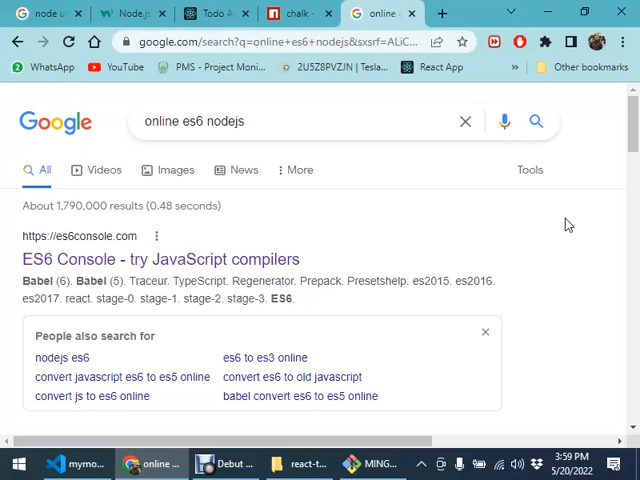 node u
Node.js
Todo A
chalk -
online e
google.com/search?q=online+es6+nodejs&sxsrf=ALiC...
WhatsApp
YouTube
PMS - Project Moni...
2U5Z8PVZJN | Tesla...
React App
»
Other bookmarks
Google
online es6 nodejs
All
Videos
Images
News
More
Tools
About 1,790,000 results (0.48 seconds)
https://es6console.com
ES6 Console - try JavaScript compilers
Babel (6). Babel (5). Traceur. TypeScript. Regenerator. Prepack. Presetshelp. es2015. es2016.
es2017. react. stage-0. stage-1. stage-2. stage-3. ES6.
People also search for
nodejs es6
es6 to es3 online
convert javascript es6 to es5 online
convert es6 to old javascript
convert js to es6 online
babel convert es6 to es5 online
mymo...
online ...
Debut ...
react-t...
MING...
3:59 PM
5/20/2022